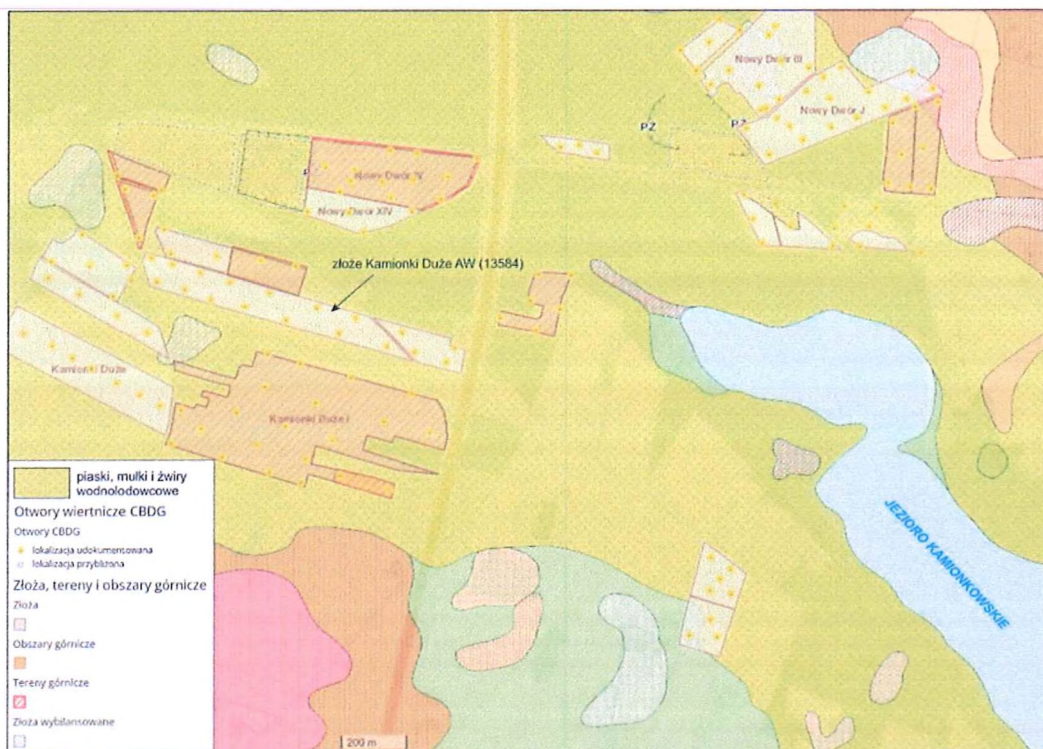 Nowy Dwór III
Nowy Dwór J
PZ
PZ
Nowy Dwór IV
Nowy Dwór XIV
złoże Kamionki Duże AW (13584)
Kamionki Duże
Kamionki Duże I
JEZIORO KAMIONKOWSKIE
piaski, mułki i żwiry
wodnolodowcowe
Otwory wiertnicze CBDG
Otwory CBDG
lokalizacja udokumentowana
lokalizacja przybliżona
Złoża, tereny i obszary górnicze
Złoża
Obszary górnicze
Tereny górnicze
Złoża wybilansowane
200 m